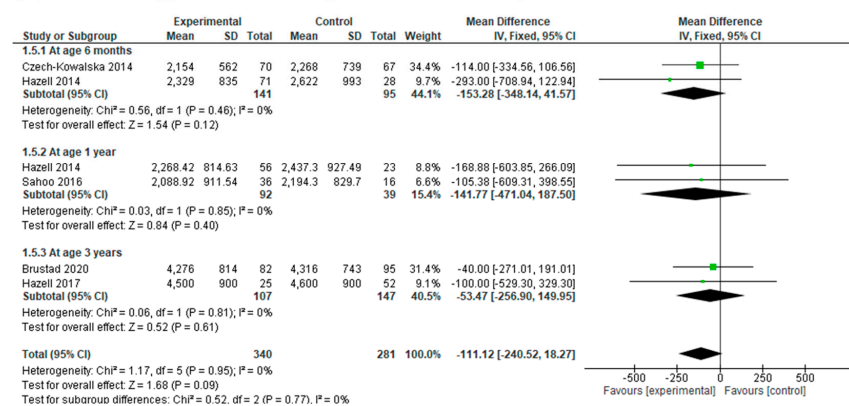 Experimental Control Mean Difference Mean Difference
Study or Subgroup Mean SD Total Mean SD Total Weight IV, Fixed, 95% CI IV, Fixed, 95% CI
1.5.1 At age 6 months
Czech-Kowalska 2014 2,154 562 70 2,268 739 67 34.4% -114.00 [-334.56, 106.56]
Hazell 2014 2,329 835 71 2,622 993 28 9.7% -293.00 [-708.94, 122.94]
Subtotal (95% CI) 141 95 44.1% -153.28 [-348.14, 41.57]
Heterogeneity: Chi² = 0.56, df = 1 (P = 0.46); I² = 0%
Test for overall effect: Z = 1.54 (P = 0.12)
1.5.2 At age 1 year
Hazell 2014 2,268.42 814.63 56 2,437.3 927.49 23 8.8% -168.88 [-603.85, 266.09]
Sahoo 2016 2,088.92 911.54 36 2,194.3 829.7 16 6.6% -105.38 [-609.31, 398.55]
Subtotal (95% CI) 92 39 15.4% -141.77 [-471.04, 187.50]
Heterogeneity: Chi² = 0.03, df = 1 (P = 0.85); I² = 0%
Test for overall effect: Z = 0.84 (P = 0.40)
1.5.3 At age 3 years
Brustad 2020 4,276 814 82 4,316 743 95 31.4% -40.00 [-271.01, 191.01]
Hazell 2017 4,500 900 25 4,600 900 52 9.1% -100.00 [-529.30, 329.30]
Subtotal (95% CI) 107 147 40.5% -53.47 [-256.90, 149.95]
Heterogeneity: Chi² = 0.06, df = 1 (P = 0.81); I² = 0%
Test for overall effect: Z = 0.52 (P = 0.61)
Total (95% CI) 340 281 100.0% -111.12 [-240.52, 18.27]
Heterogeneity: Chi² = 1.17, df = 5 (P = 0.95); I² = 0%
Test for overall effect: Z = 1.68 (P = 0.09)
Test for subgroup differences: Chi² = 0.52, df = 2 (P = 0.77), I² = 0%
-500 -250 0 250 500
Favours [experimental] Favours [control]